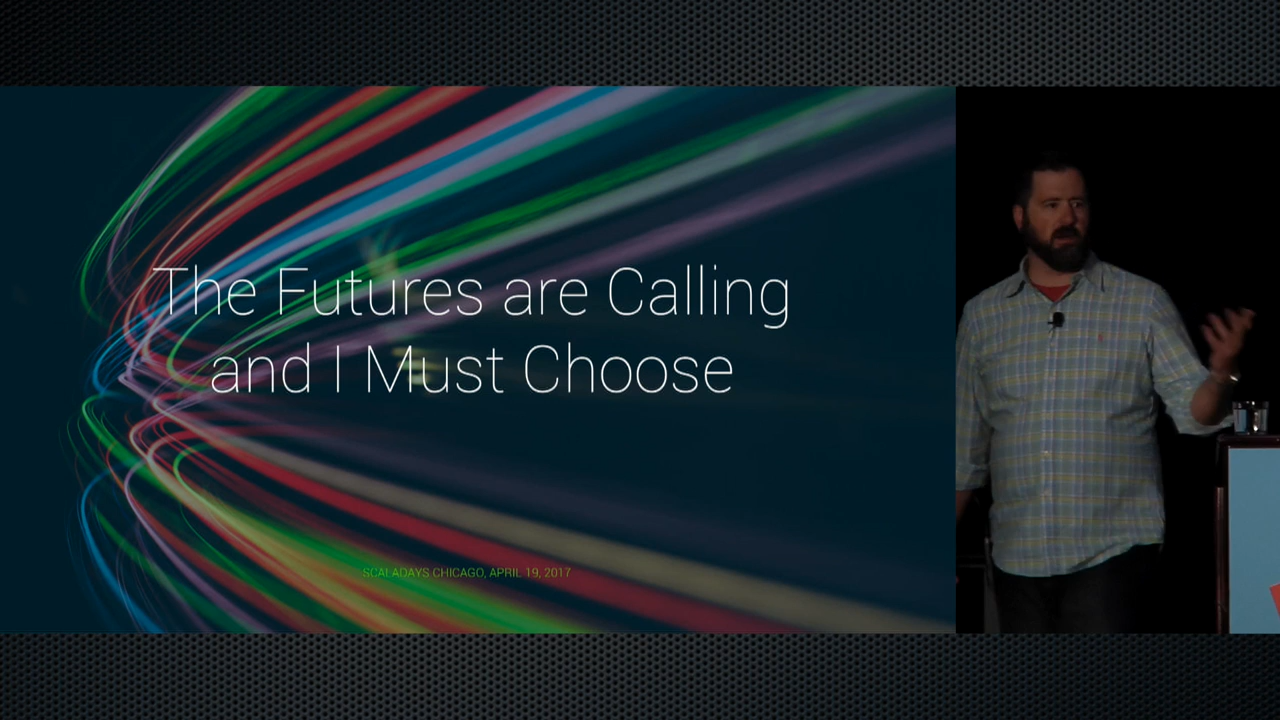 The Futures are Calling
and I Must Choose
SCALADAYS CHICAGO, APRIL 19, 2017